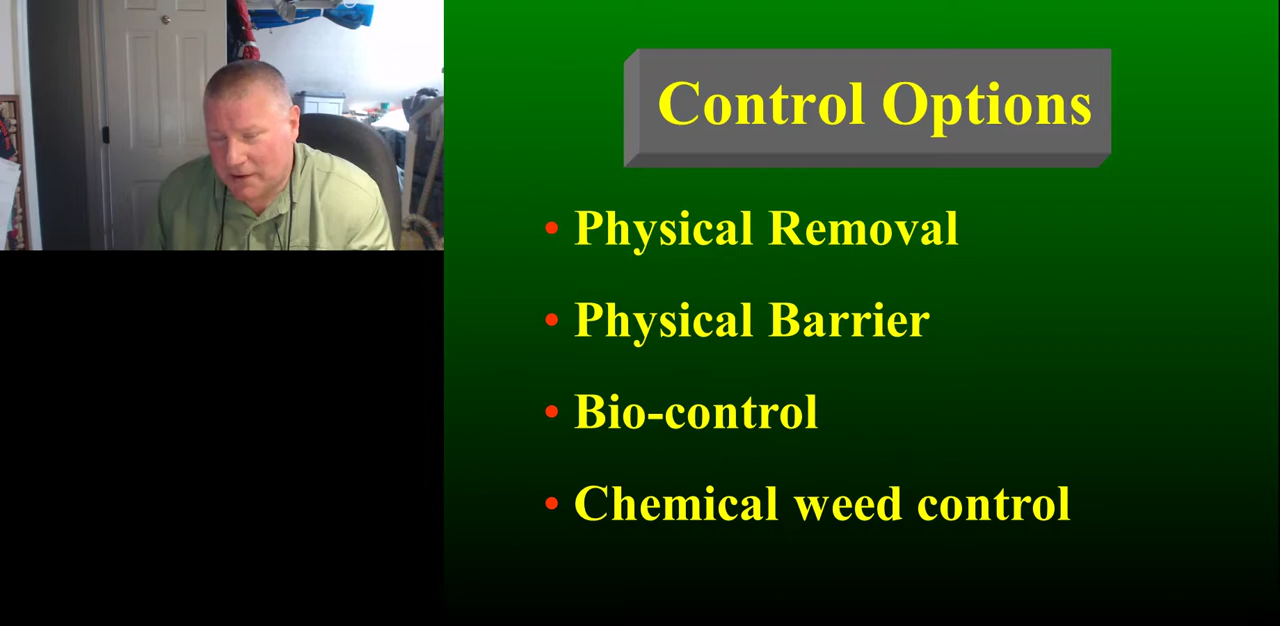 Control Options
• Physical Removal
• Physical Barrier
• Bio-control
• Chemical weed control